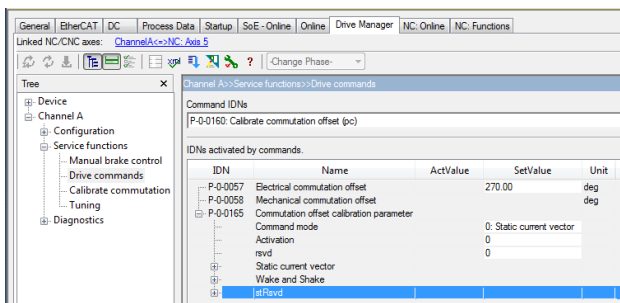 General EtherCAT DC Process Data Startup SoE - Online Online Drive Manager NC: Online NC: Functions
Linked NC/CNC axes: ChannelA<=>NC: Axis 5
-Change Phase-
Tree X
Channel A>>Service functions>>Drive commands
Device
Channel A
Configuration
Service functions
Manual brake control
Drive commands
Calibrate commutation
Tuning
Diagnostics
Command IDNs
P-0-0160: Calibrate commutation offset (pc)
IDNs activated by commands.
IDN Name ActValue SetValue Unit
P-0-0057 Electrical commutation offset 270.00 deg
P-0-0058 Mechanical commutation offset deg
P-0-0165 Commutation offset calibration parameter
Command mode 0: Static current vector
Activation 0
rsvd 0
Static current vector
Wake and Shake
stRsvd